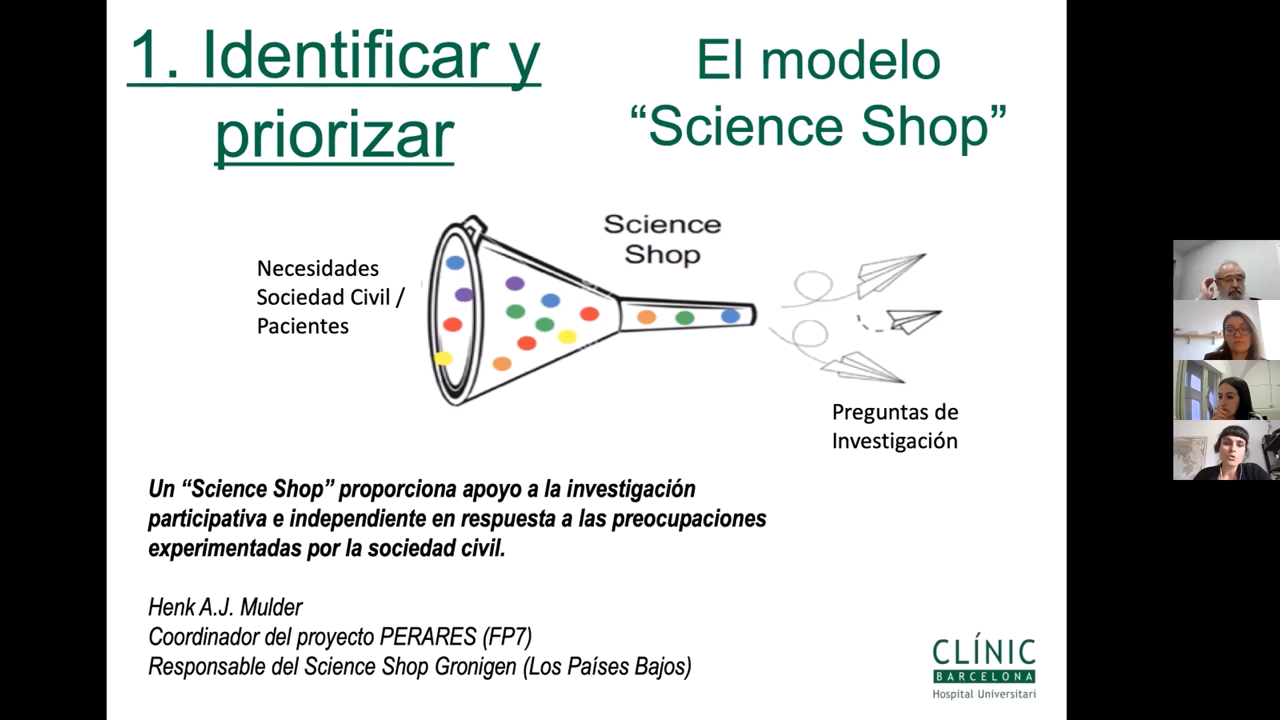 1. Identificar y
priorizar
El modelo
“Science Shop”
Science
Shop
Necesidades
Sociedad Civil /
Pacientes
Preguntas de
Investigación
Un “Science Shop” proporciona apoyo a la investigación
participativa e independiente en respuesta a las preocupaciones
experimentadas por la sociedad civil.
Henk A.J. Mulder
Coordinador del proyecto PERARES (FP7)
Responsable del Science Shop Gronigen (Los Países Bajos)
CLÍNIC
BARCELONA
Hospital Universitari